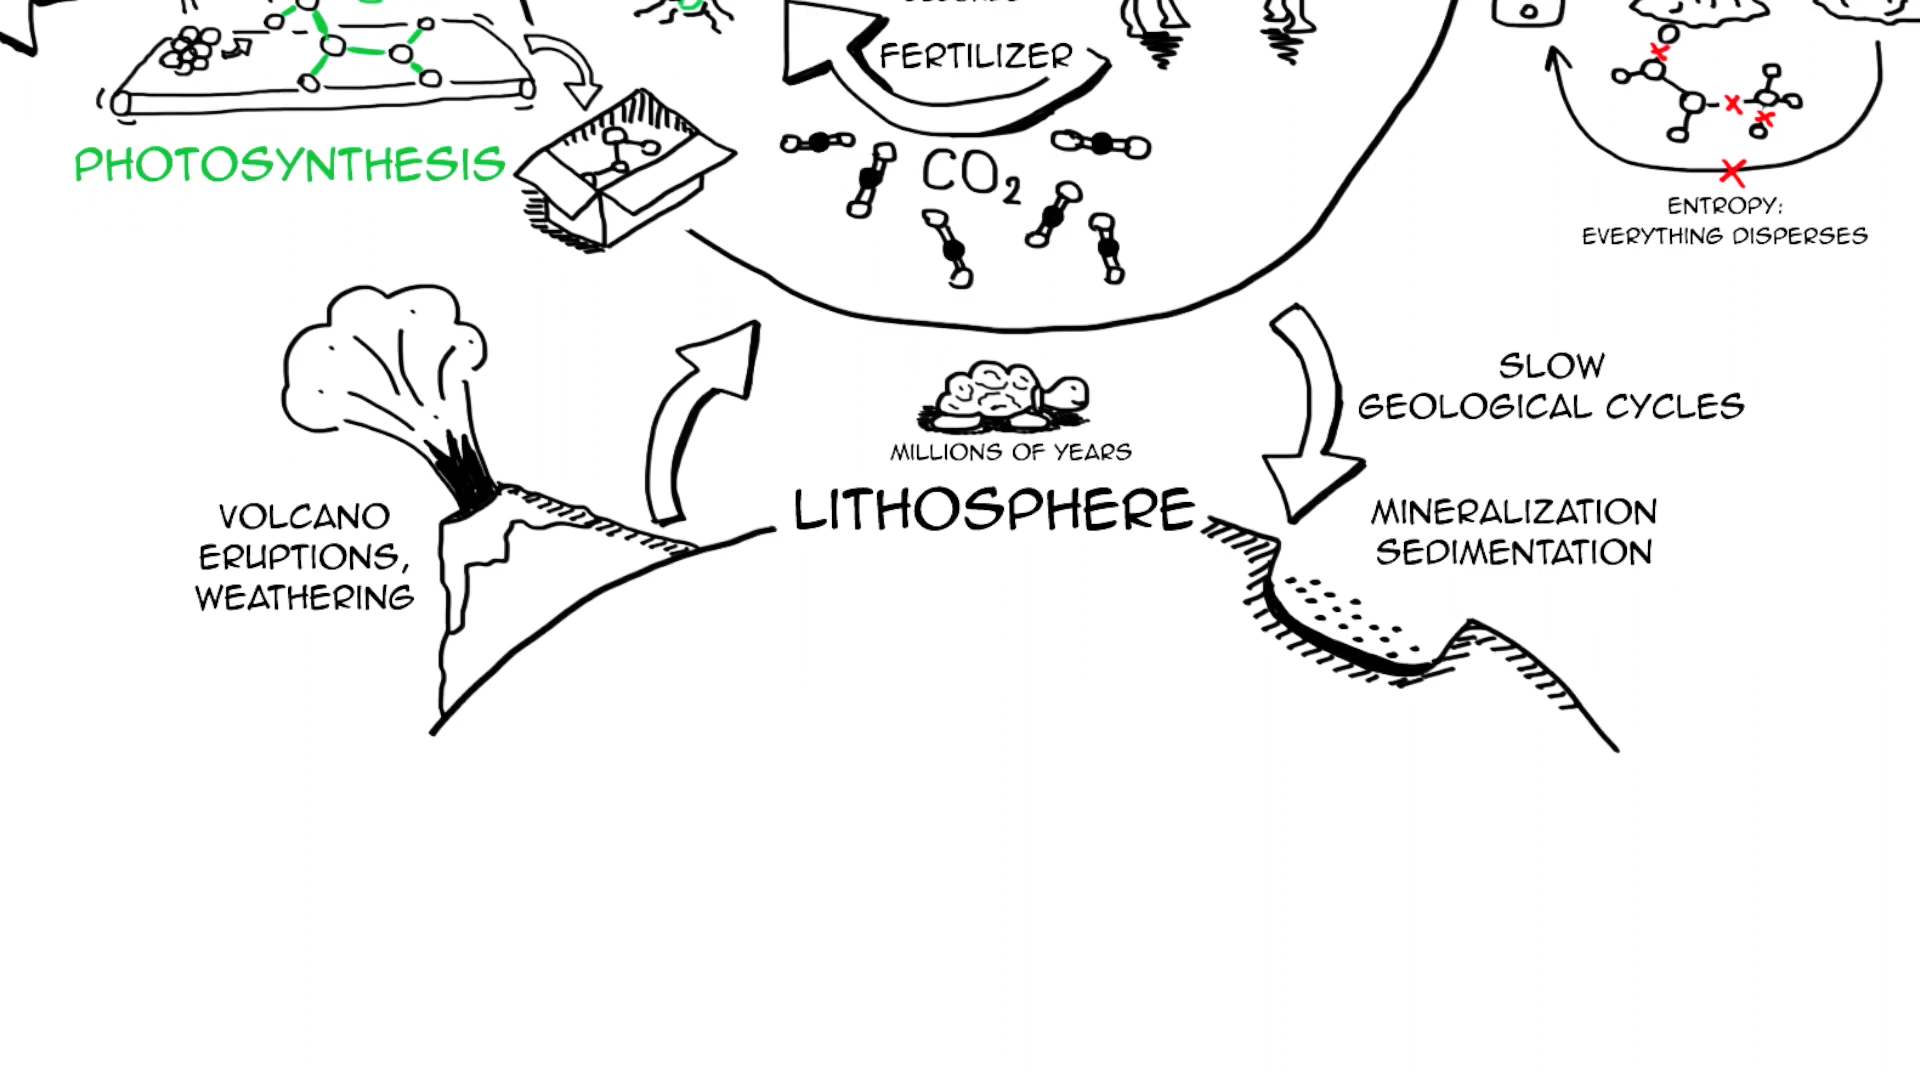 FERTILIZER
PHOTOSYNTHESIS
CO₂
ENTROPY:
EVERYTHING DISPERSES
SLOW
GEOLOGICAL CYCLES
MILLIONS OF YEARS
LITHOSPHERE
VOLCANO
ERUPTIONS,
WEATHERING
MINERALIZATION
SEDIMENTATION